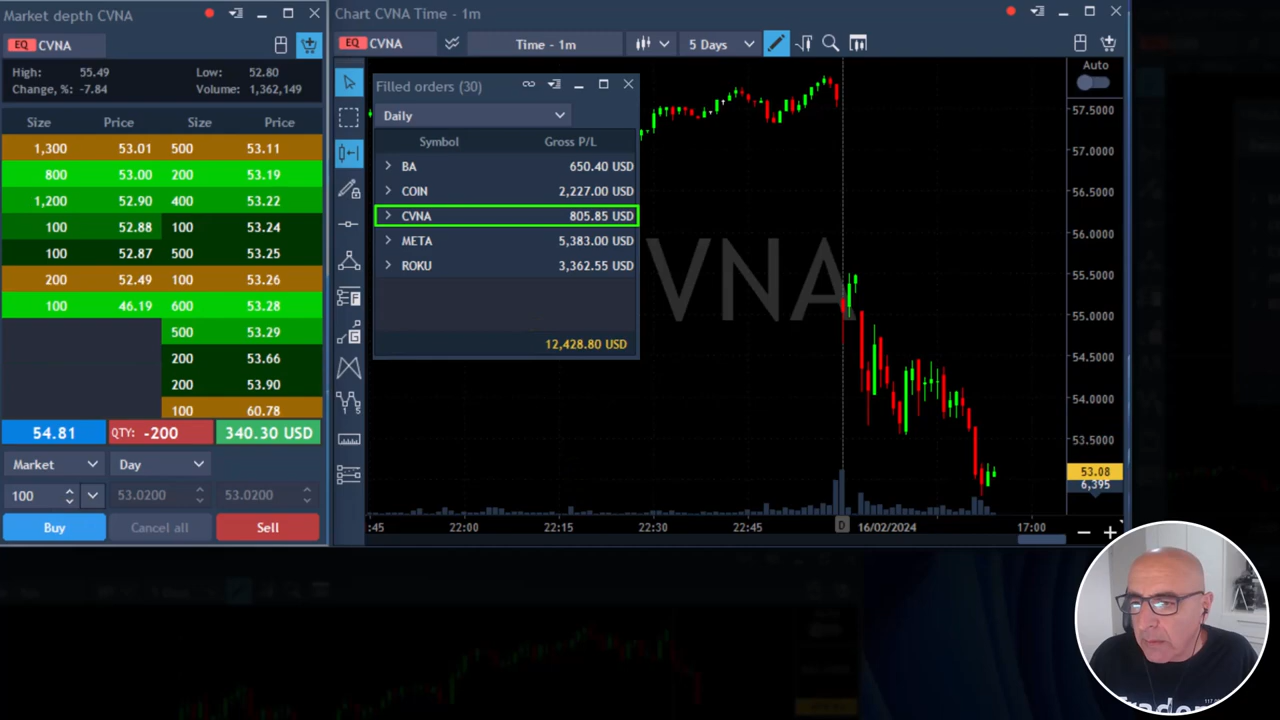 Market depth CVNA
EQ CVNA
High: 55.49 Low: 52.80
Change, %: -7.84 Volume: 1,362,149
Size Price Size Price
1,300 53.01 500 53.11
800 53.00 200 53.19
1,200 52.90 400 53.22
100 52.88 100 53.24
100 52.87 500 53.25
200 52.49 100 53.26
100 46.19 600 53.28
500 53.29
200 53.66
200 53.90
100 60.78
54.81 QTY: -200 340.30 USD
Market Day
100 53.0200 53.0200
Buy Cancel all Sell
Chart CVNA Time - 1m
EQ CVNA Time - 1m 5 Days
Filled orders (30)
Daily
Symbol Gross P/L
BA 650.40 USD
COIN 2,227.00 USD
CVNA 805.85 USD
META 5,383.00 USD
ROKU 3,362.55 USD
12,428.80 USD
CVNA
Auto
57.5000
57.0000
56.5000
56.0000
55.5000
55.0000
54.5000
54.0000
53.5000
53.08
6,395
:45 22:00 22:15 22:30 22:45 D 16/02/2024 17:00